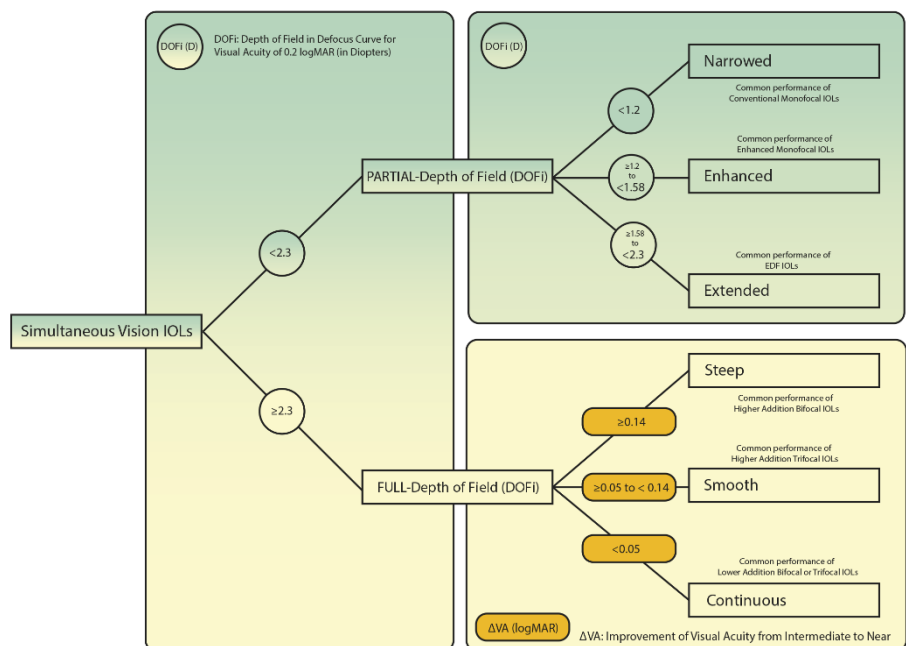 DOFi (D)
DOFi: Depth of Field in Defocus Curve for
Visual Acuity of 0.2 logMAR (in Diopters)
DOFi (D)
Narrowed
Common performance of
Conventional Monofocal IOLs
<1.2
Common performance of
Enhanced Monofocal IOLs
PARTIAL-Depth of Field (DOFi)
≥1.2
to
<1.58
Enhanced
<2.3
≥1.58
to
<2.3
Common performance of
EDF IOLs
Extended
Simultaneous Vision IOLs
≥2.3
Steep
Common performance of
Higher Addition Bifocal IOLs
≥0.14
Common performance of
Higher Addition Trifocal IOLs
FULL-Depth of Field (DOFi)
≥0.05 to < 0.14
Smooth
<0.05
Common performance of
Lower Addition Bifocal or Trifocal IOLs
Continuous
ΔVA (logMAR)
ΔVA: Improvement of Visual Acuity from Intermediate to Near